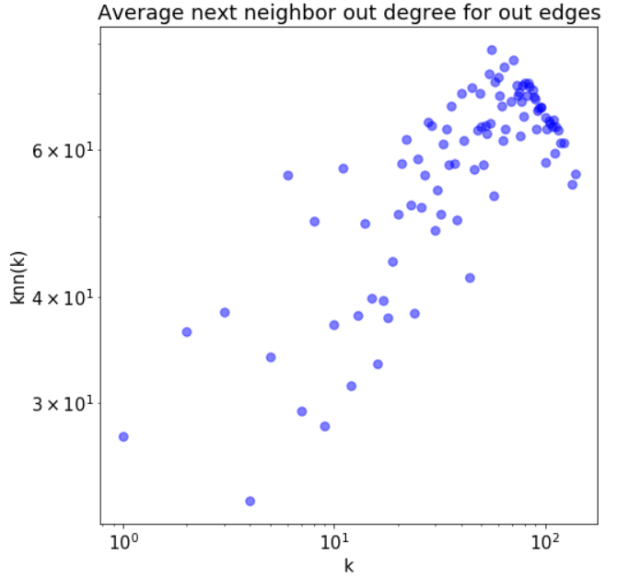 Average next neighbor out degree for out edges
6 × 10¹
4 × 10¹
3 × 10¹
knn(k)
10⁰
10¹
10²
k